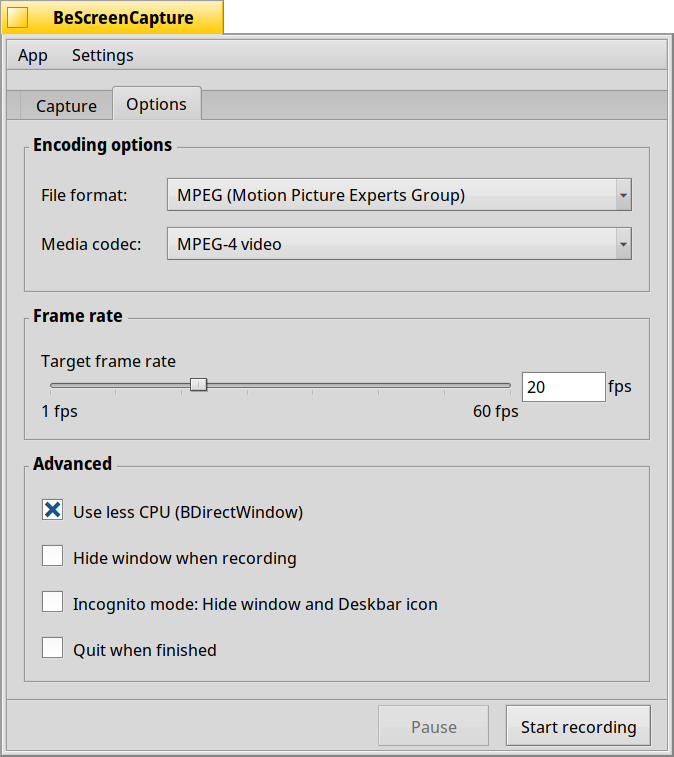 BeScreenCapture
App Settings
Capture Options
Encoding options
File format: MPEG (Motion Picture Experts Group)
Media codec: MPEG-4 video
Frame rate
Target frame rate
20 fps
1 fps 60 fps
Advanced
Use less CPU (BDirectWindow)
Hide window when recording
Incognito mode: Hide window and Deskbar icon
Quit when finished
Pause Start recording